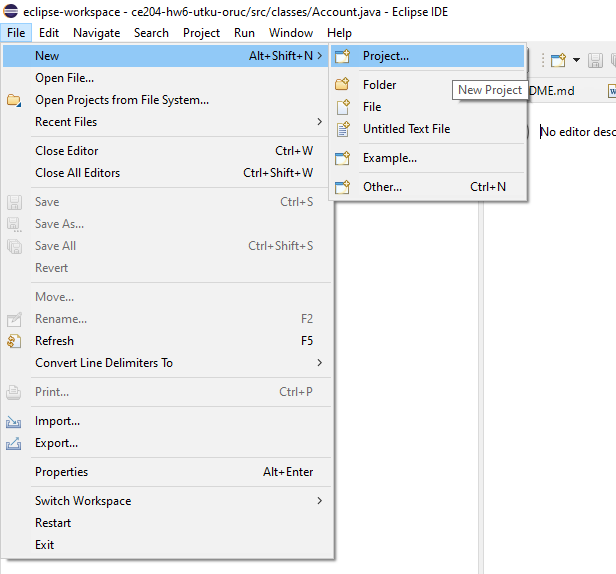 eclipse-workspace - ce204-hw6-utku-oruc/src/classes/Account.java - Eclipse IDE
File Edit Navigate Search Project Run Window Help
New Alt+Shift+N >
Open File...
Open Projects from File System...
Recent Files >
Close Editor Ctrl+W
Close All Editors Ctrl+Shift+W
Save Ctrl+S
Save As...
Save All Ctrl+Shift+S
Revert
Move...
Rename... F2
Refresh F5
Convert Line Delimiters To >
Print... Ctrl+P
Import...
Export...
Properties Alt+Enter
Switch Workspace >
Restart
Exit
Project...
Folder
File
Untitled Text File
Example...
Other... Ctrl+N
New Project
DME.md
No editor desc